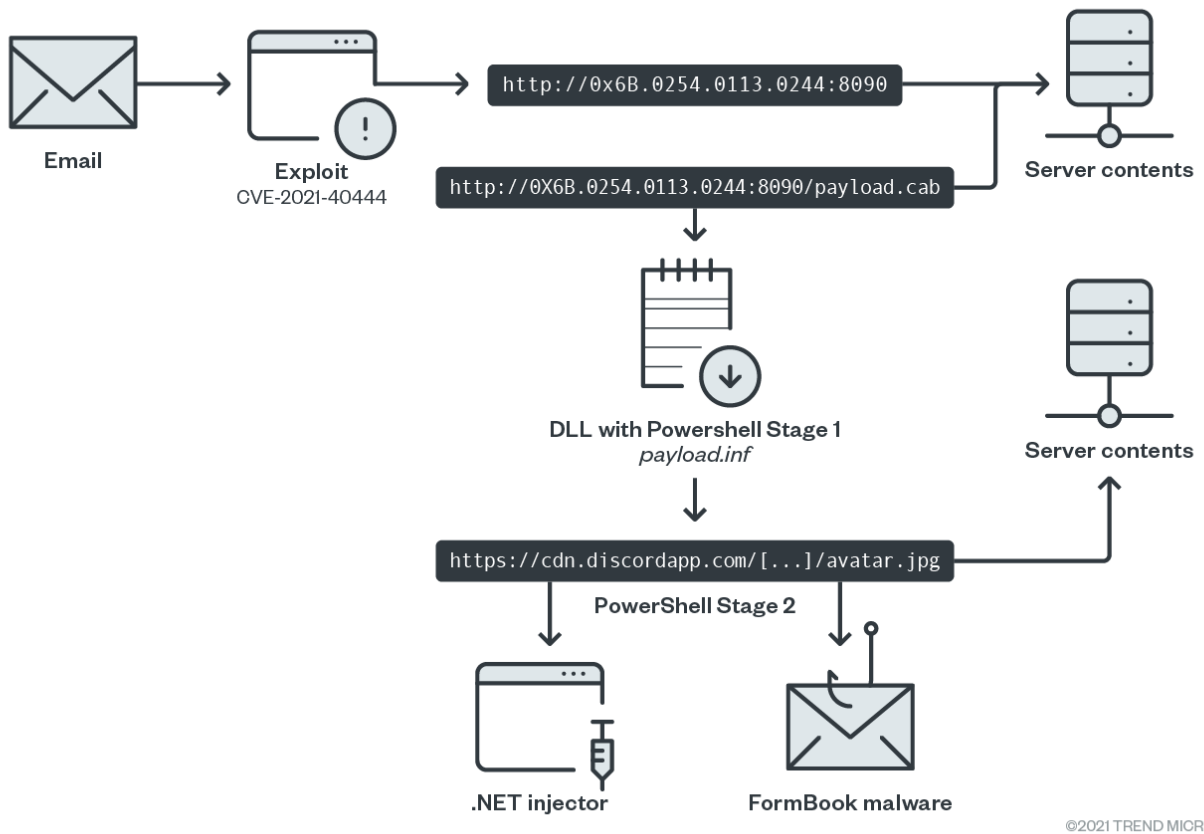 http://0x6B.0254.0113.0244:8090
Email
Exploit
CVE-2021-40444
Server contents
http://0X6B.0254.0113.0244:8090/payload.cab
DLL with Powershell Stage 1
payload.inf
Server contents
https://cdn.discordapp.com/[...]/avatar.jpg
PowerShell Stage 2
.NET injector
FormBook malware
©2021 TREND MICR